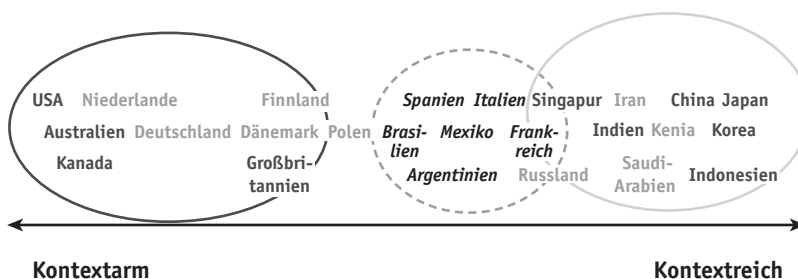 USA Niederlande Finnland Spanien Italien Singapur Iran China Japan
Australien Deutschland Dänemark Polen Brasi-
lien Mexiko Frank-
reich Indien Kenia Korea
Kanada Großbri-
tannien Argentinien Russland Saudi-
Arabien Indonesien
Kontextarm Kontextreich